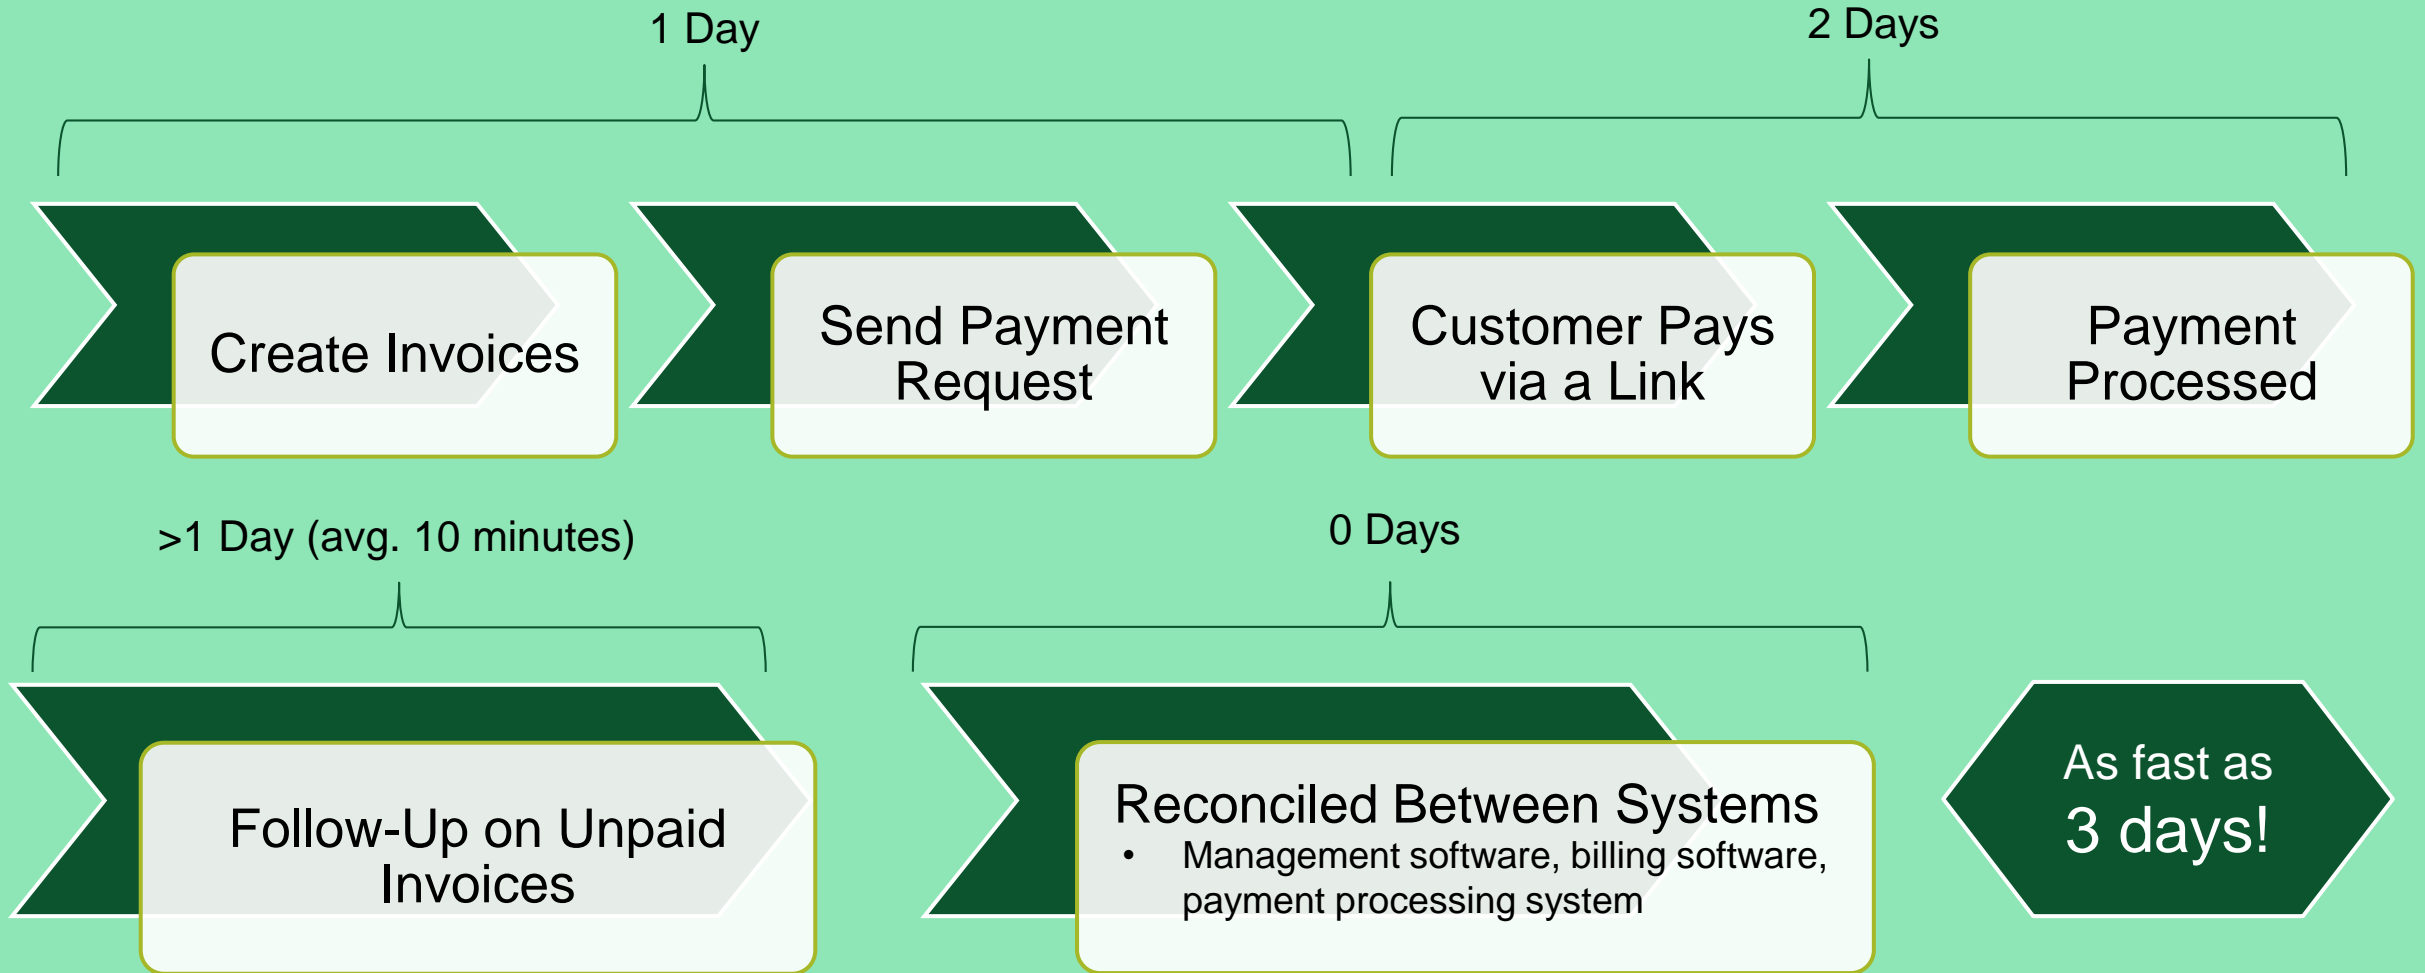 1 Day
2 Days
Create Invoices
Send Payment
Request
Customer Pays
via a Link
Payment
Processed
>1 Day (avg. 10 minutes)
0 Days
Follow-Up on Unpaid
Invoices
Reconciled Between Systems
• Management software, billing software,
payment processing system
As fast as
3 days!